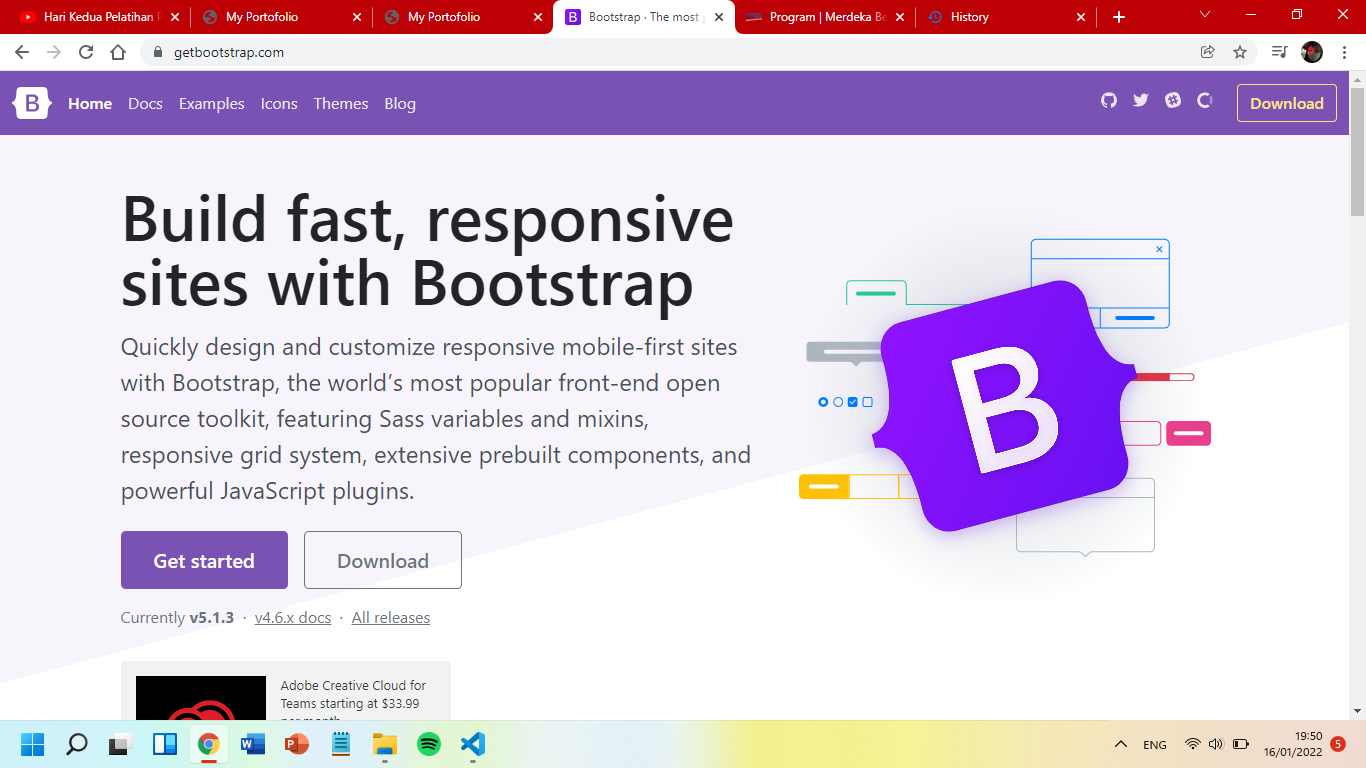 Hari Kedua Pelatihan
My Portofolio
My Portofolio
Bootstrap · The most
Program | Merdeka Be
History
getbootstrap.com
B Home Docs Examples Icons Themes Blog Download
Build fast, responsive
sites with Bootstrap
Quickly design and customize responsive mobile-first sites
with Bootstrap, the world’s most popular front-end open
source toolkit, featuring Sass variables and mixins,
responsive grid system, extensive prebuilt components, and
powerful JavaScript plugins.
B
Get started Download
Currently v5.1.3 · v4.6.x docs · All releases
Adobe Creative Cloud for
Teams starting at $33.99
per month.
ENG
19:50
16/01/2022
5